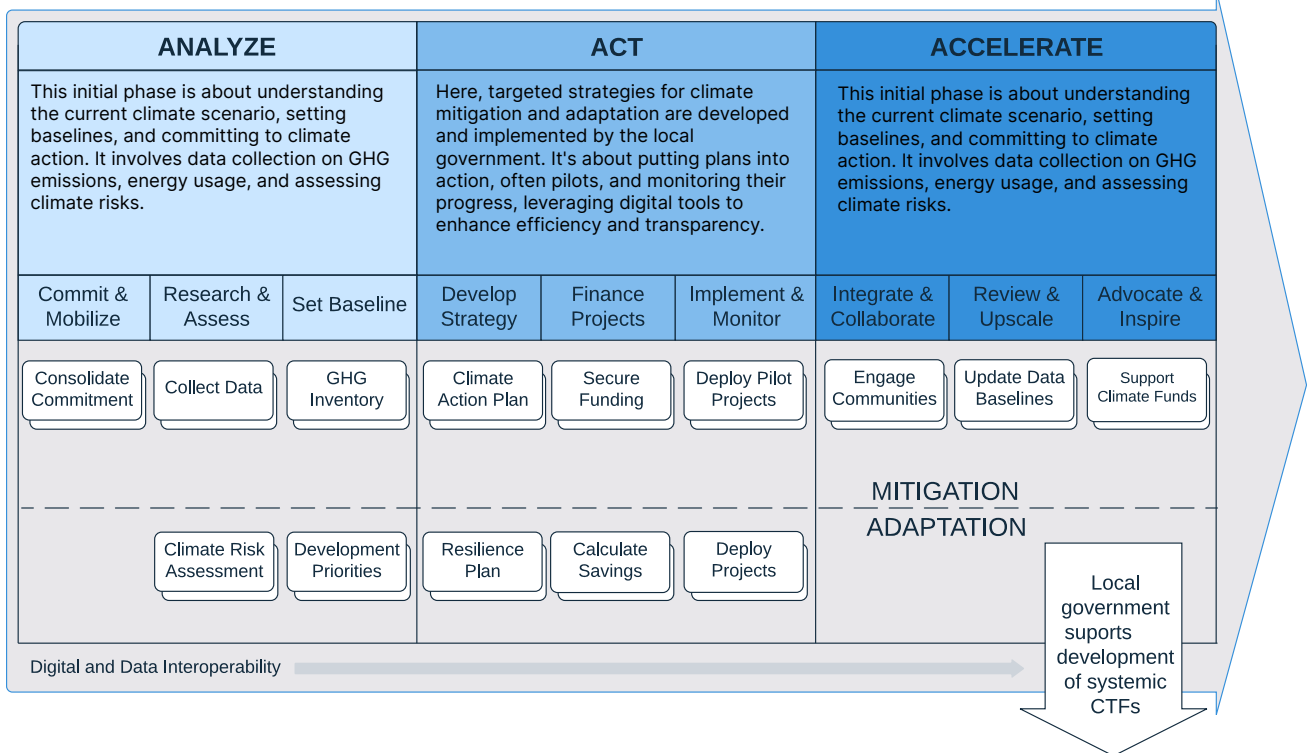 ANALYZE
ACT
ACCELERATE
This initial phase is about understanding
the current climate scenario, setting
baselines, and committing to climate
action. It involves data collection on GHG
emissions, energy usage, and assessing
climate risks.
Here, targeted strategies for climate
mitigation and adaptation are developed
and implemented by the local
government. It's about putting plans into
action, often pilots, and monitoring their
progress, leveraging digital tools to
enhance efficiency and transparency.
This initial phase is about understanding
the current climate scenario, setting
baselines, and committing to climate
action. It involves data collection on GHG
emissions, energy usage, and assessing
climate risks.
Commit &
Mobilize
Research &
Assess
Set Baseline
Develop
Strategy
Finance
Projects
Implement &
Monitor
Integrate &
Collaborate
Review &
Upscale
Advocate &
Inspire
Consolidate
Commitment
Collect Data
GHG
Inventory
Climate
Action Plan
Secure
Funding
Deploy Pilot
Projects
Engage
Communities
Update Data
Baselines
Support
Climate Funds
MITIGATION
ADAPTATION
Climate Risk
Assessment
Development
Priorities
Resilience
Plan
Calculate
Savings
Deploy
Projects
Local
government
suports
development
of systemic
CTFs
Digital and Data Interoperability